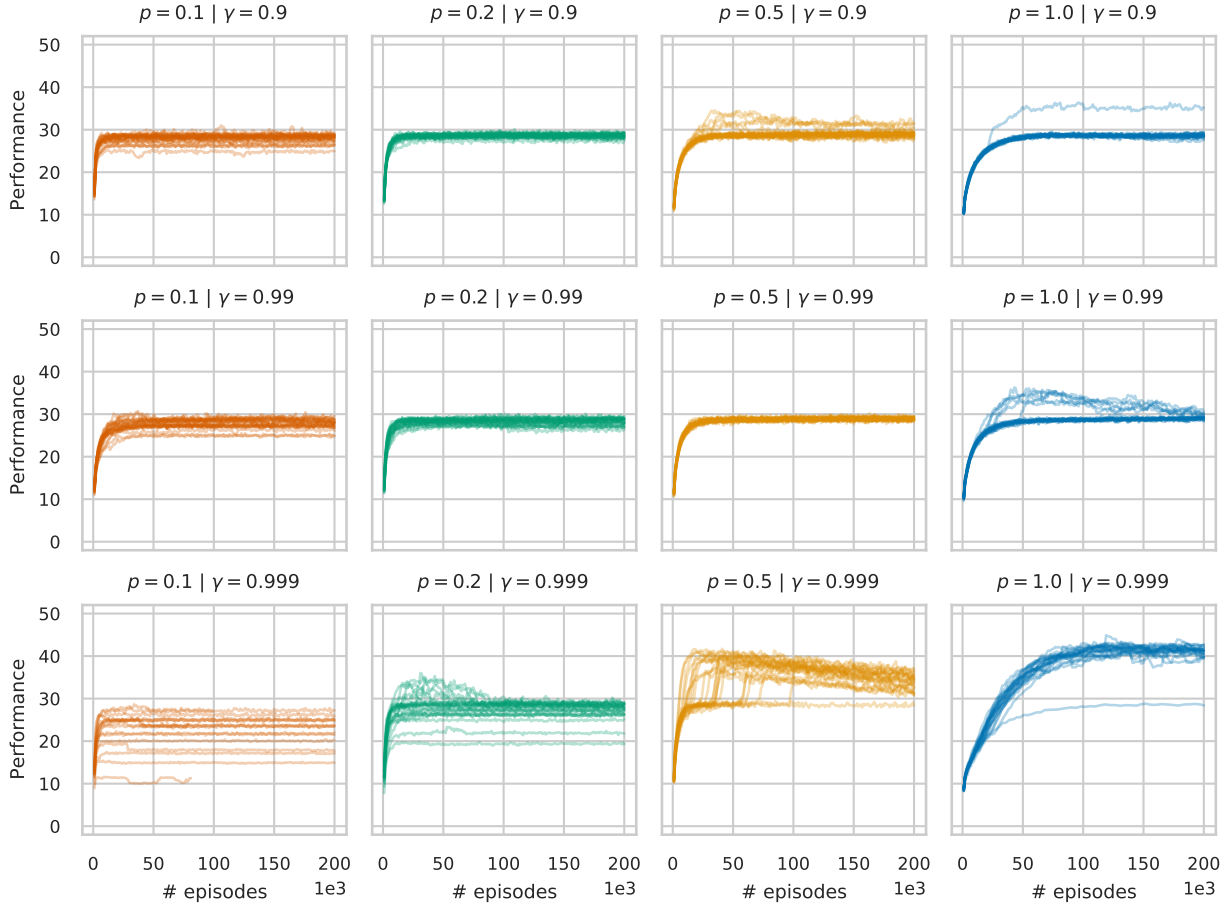 p = 0.1 | γ = 0.9
p = 0.2 | γ = 0.9
p = 0.5 | γ = 0.9
p = 1.0 | γ = 0.9
50
40
30
20
10
0
Performance
p = 0.1 | γ = 0.99
p = 0.2 | γ = 0.99
p = 0.5 | γ = 0.99
p = 1.0 | γ = 0.99
50
40
30
20
10
0
Performance
p = 0.1 | γ = 0.999
p = 0.2 | γ = 0.999
p = 0.5 | γ = 0.999
p = 1.0 | γ = 0.999
50
40
30
20
10
0
Performance
0 50 100 150 200
# episodes 1e3
0 50 100 150 200
# episodes 1e3
0 50 100 150 200
# episodes 1e3
0 50 100 150 200
# episodes 1e3